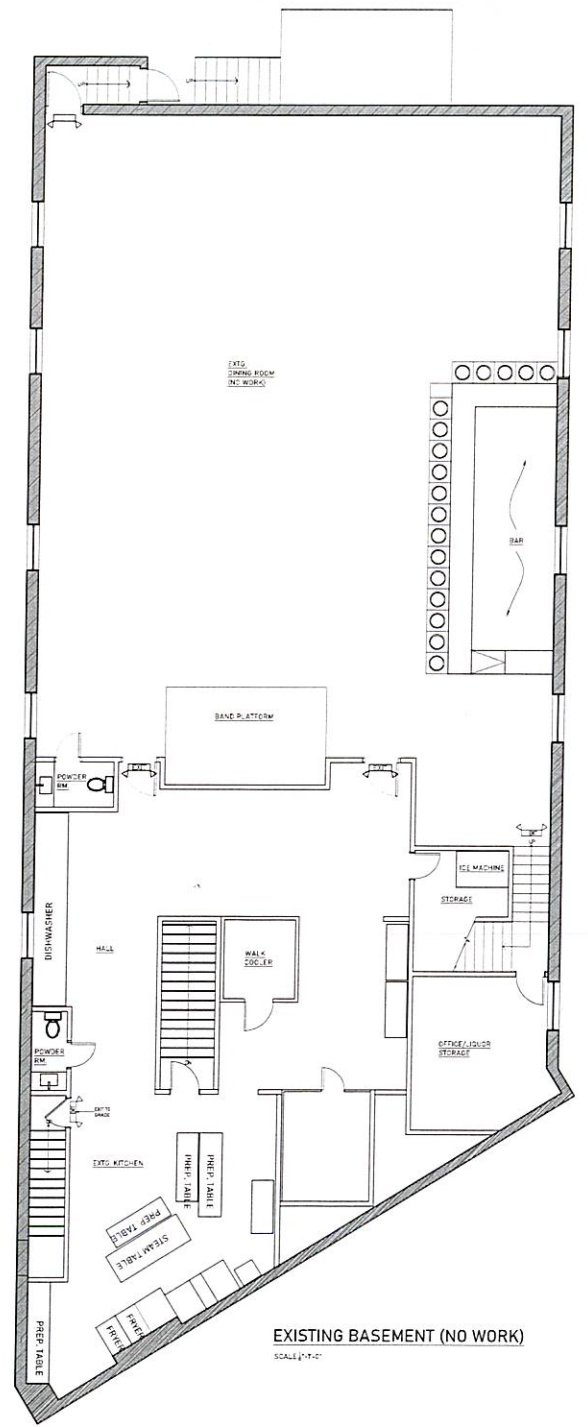 UP
UP
EXTG.
DINING ROOM
(NO WORK)
BAR
BAND PLATFORM
POWDER
RM.
EXIT
EXIT
UP
ICE MACHINE
STORAGE
DISHWASHER
HALL
WALK
COOLER
POWDER
RM.
OFFICE/LIQUOR
STORAGE
EXIT TO
GRADE
EXTG. KITCHEN
PREP. TABLE
PREP. TABLE
PREP TABLE
STEAM TABLE
FRYER
FRYER
PREP. TABLE
EXISTING BASEMENT (NO WORK)